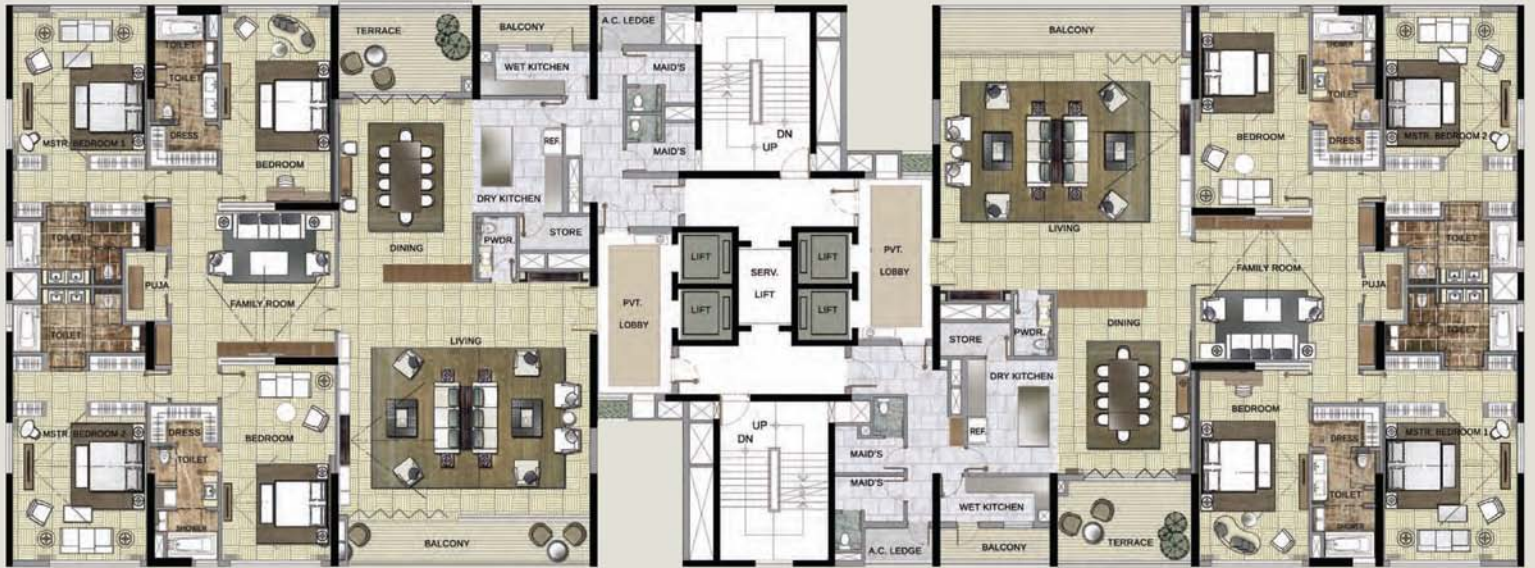 TOILET
TOILET
DRESS
MSTR. BEDROOM 1
BEDROOM
TERRACE
BALCONY
WET KITCHEN
A.C. LEDGE
MAID'S
MAID'S
REF.
DRY KITCHEN
PWDR.
STORE
DINING
DN
UP
TOILET
PUJA
FAMILY ROOM
TOILET
LIVING
PVT.
LOBBY
LIFT
LIFT
SERV.
LIFT
LIFT
LIFT
PVT.
LOBBY
MSTR. BEDROOM 2
DRESS
TOILET
SHOWER
BEDROOM
BALCONY
UP
DN
BALCONY
LIVING
BEDROOM
SHOWER
TOILET
DRESS
MSTR. BEDROOM 2
TOILET
FAMILY ROOM
PUJA
TOILET
STORE
PWDR.
DINING
DRY KITCHEN
REF.
MAID'S
MAID'S
WET KITCHEN
A.C. LEDGE
BALCONY
TERRACE
BEDROOM
DRESS
TOILET
SHOWER
MSTR. BEDROOM 1